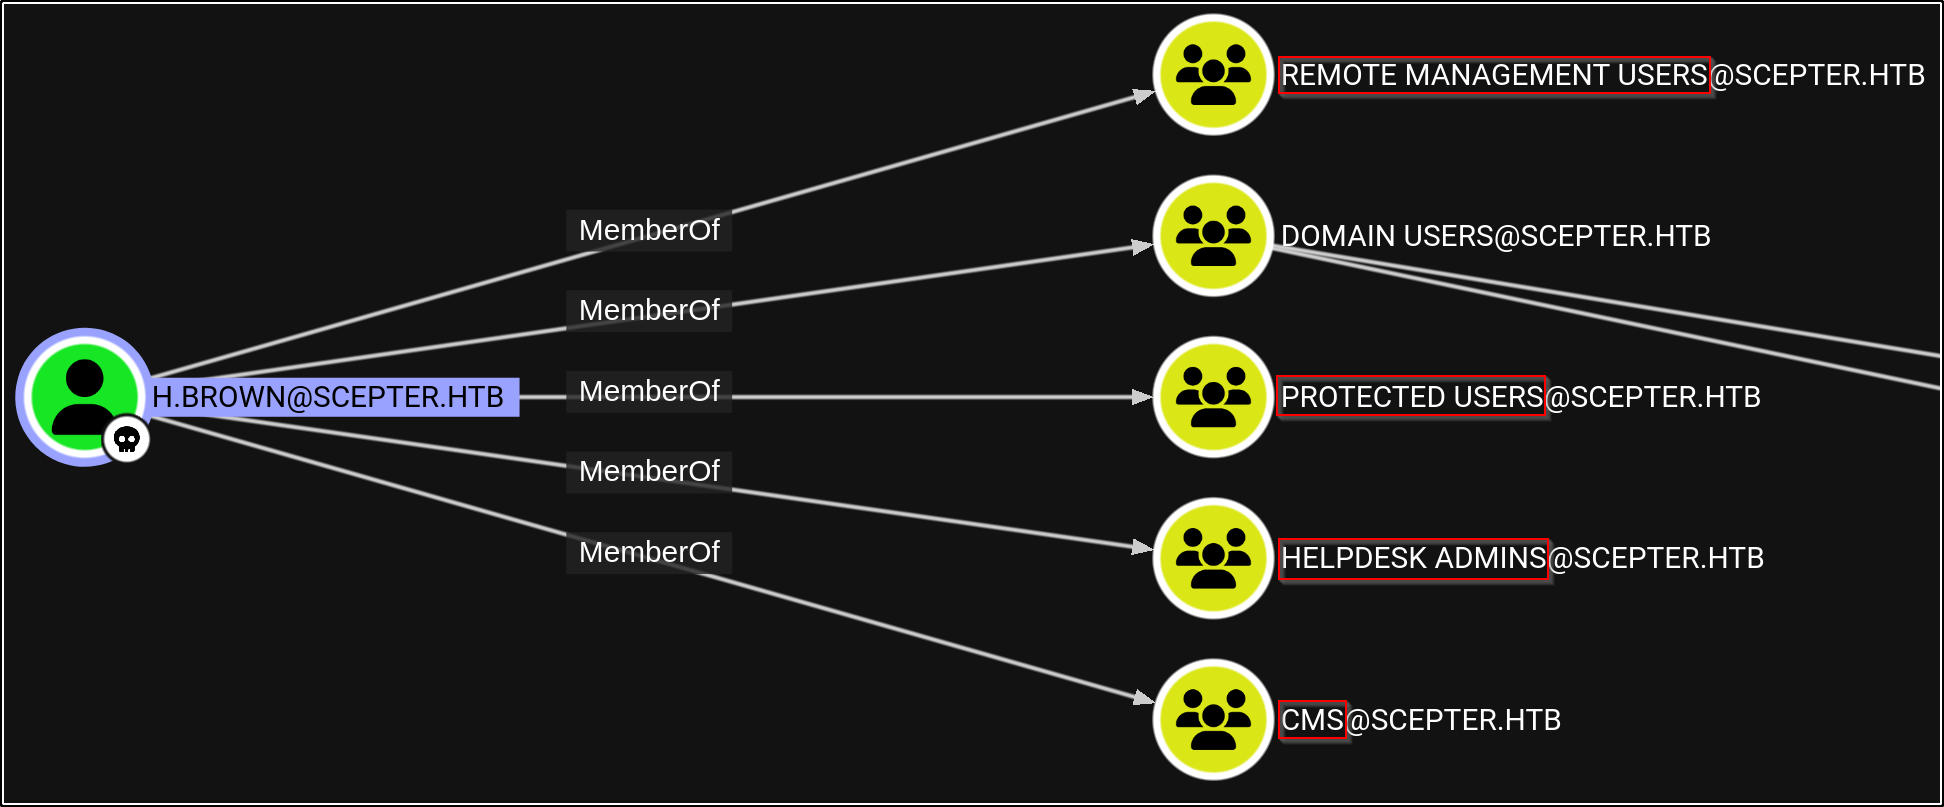 REMOTE MANAGEMENT USERS@SCEPTER.HTB
MemberOf
DOMAIN USERS@SCEPTER.HTB
MemberOf
H.BROWN@SCEPTER.HTB
MemberOf
PROTECTED USERS@SCEPTER.HTB
MemberOf
HELPDESK ADMINS@SCEPTER.HTB
MemberOf
CMS@SCEPTER.HTB